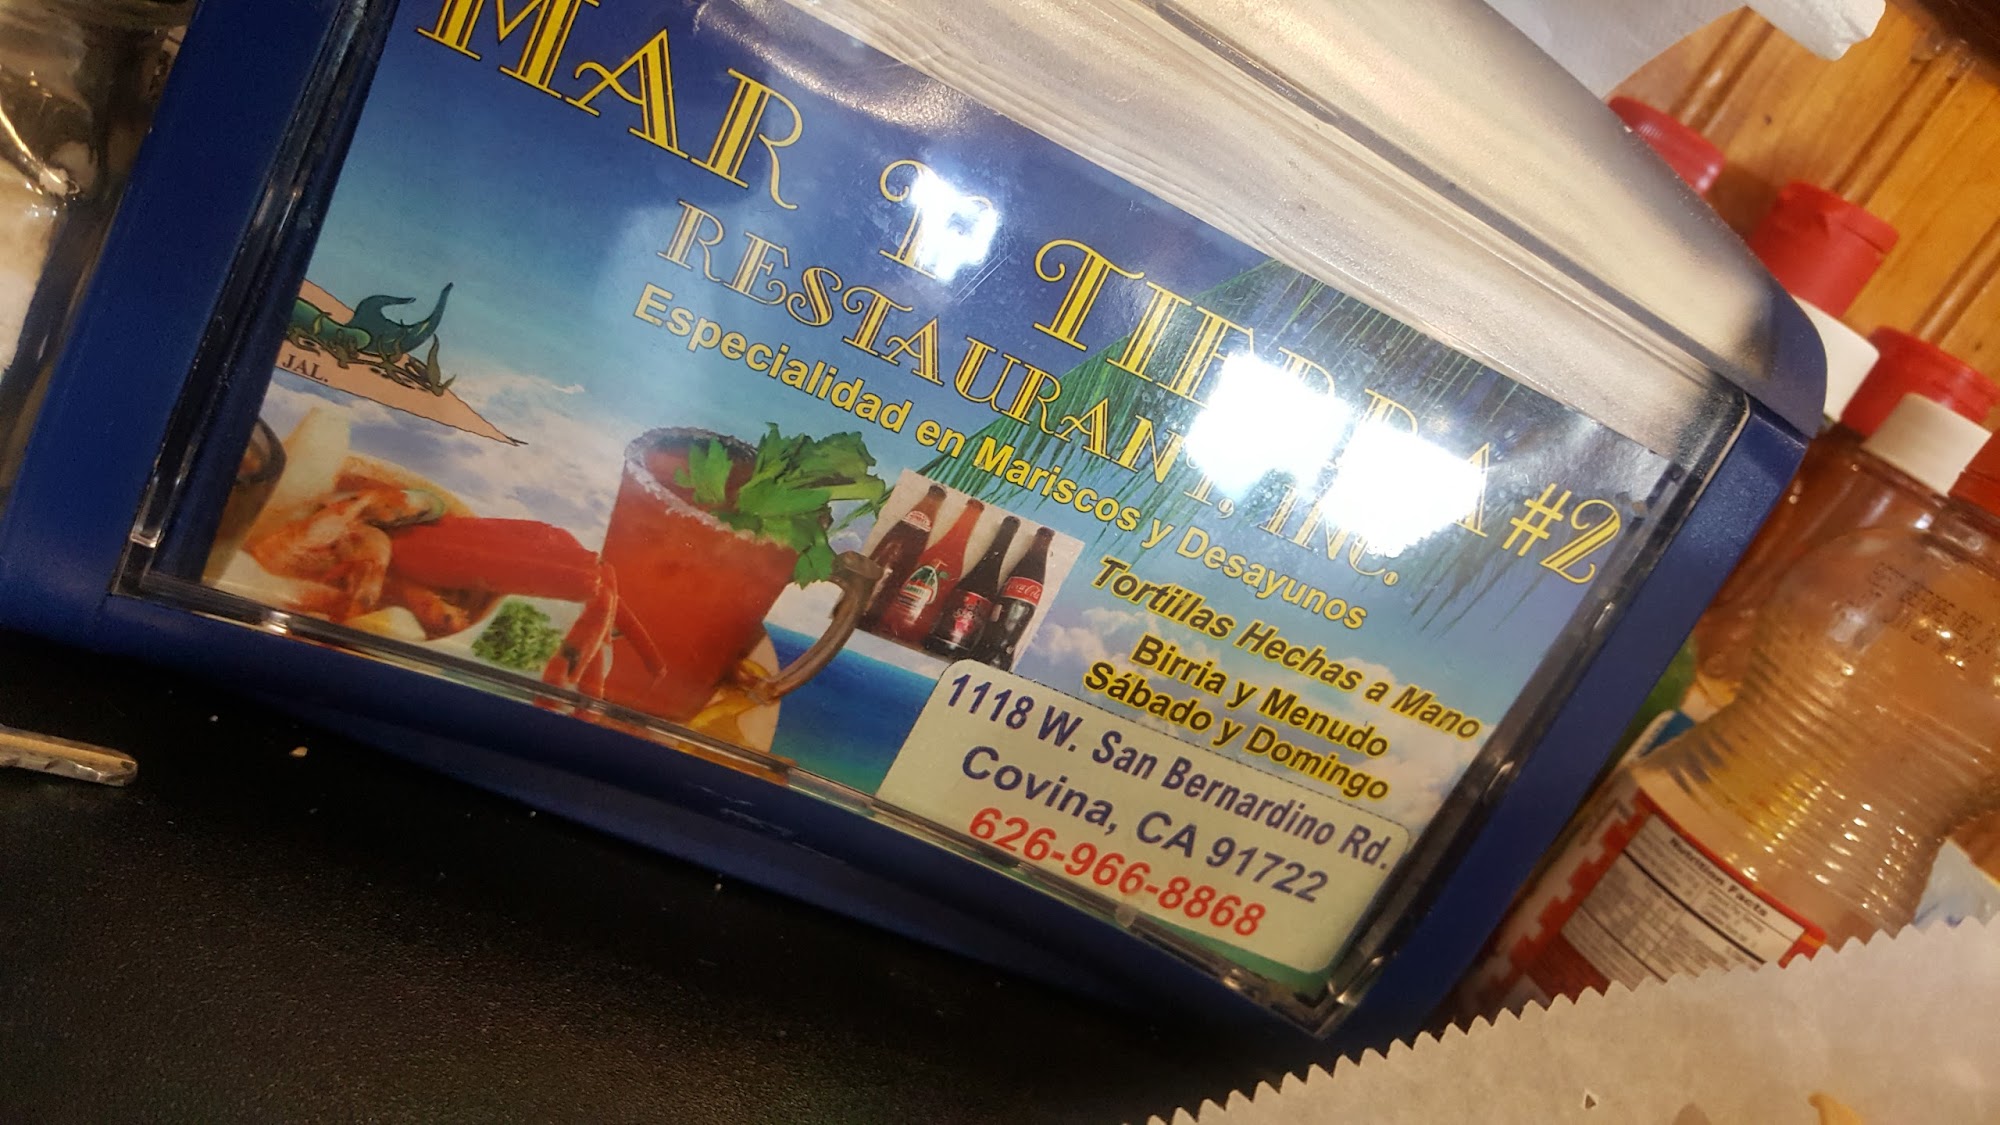 MAR Y TIERRA #2
RESTAURANT, INC.
Especialidad en Mariscos y Desayunos
Tortiillas Hechas a Mano
Birria y Menudo
Sábado y Domingo
JAL.
1118 W. San Bernardino Rd.
Covina, CA 91722
626-966-8868
Nutrition Facts